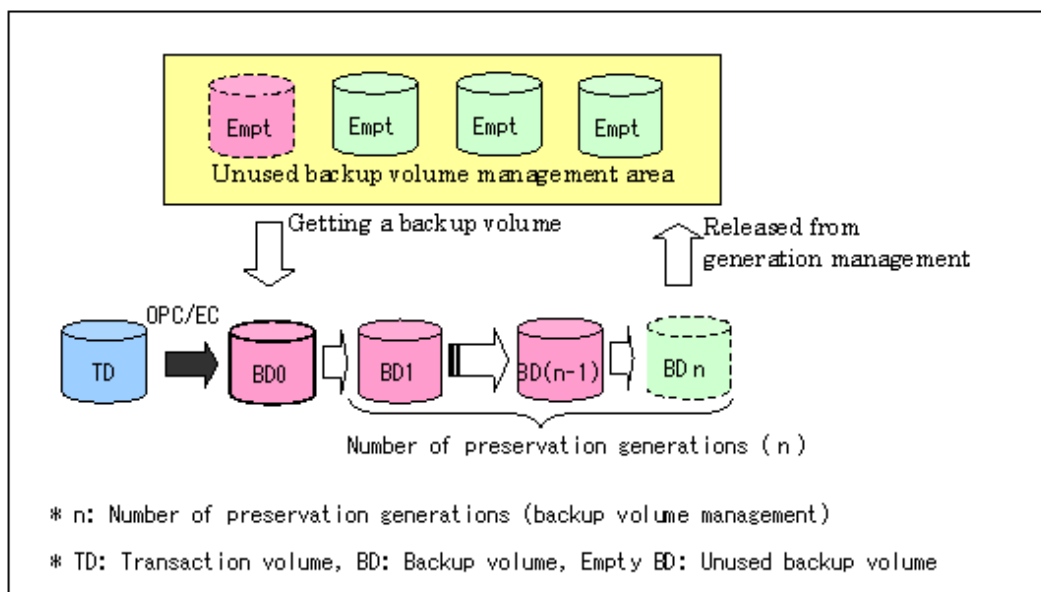 Empt Empt Empt Empt
Unused backup volume management area
Getting a backup volume
Released from
generation management
OPC/EC
TD BD0 BD1 BD(n-1) BDn
Number of preservation generations (n)
* n: Number of preservation generations (backup volume management)
* TD: Transaction volume, BD: Backup volume, Empty BD: Unused backup volume